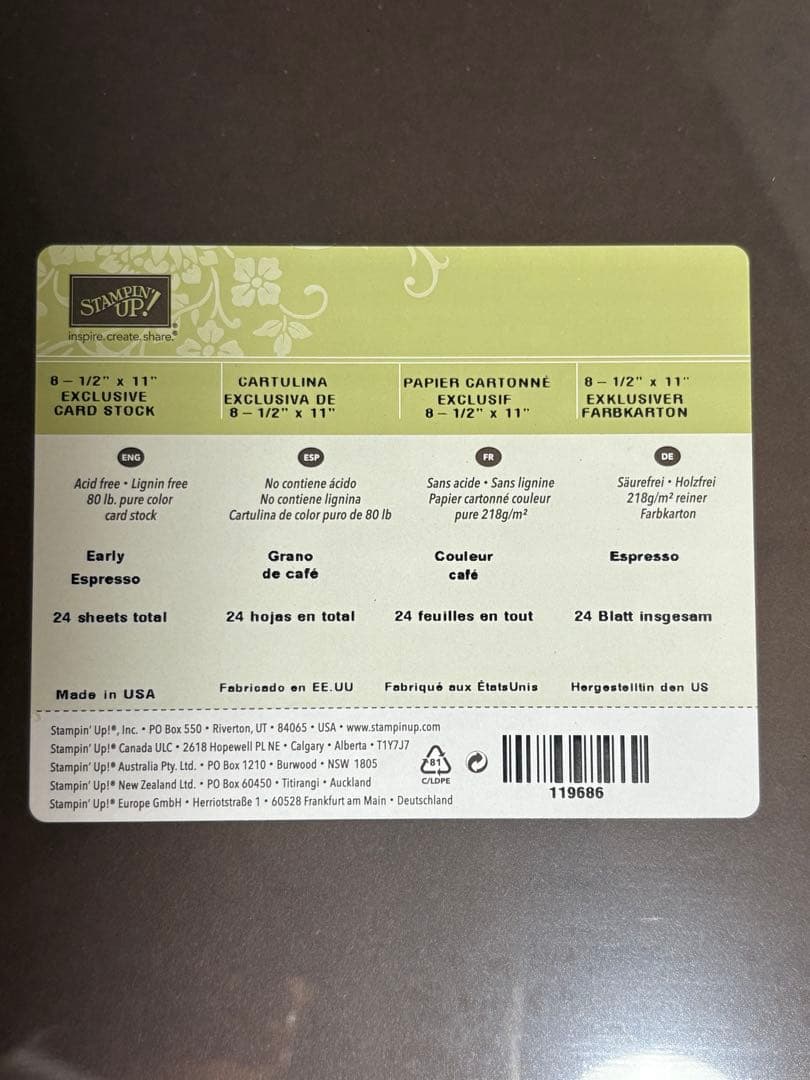 STAMPIN' UP!®
inspire.create.share.®
8 – 1/2" x 11"
EXCLUSIVE
CARD STOCK
CARTULINA
EXCLUSIVA DE
8 – 1/2" x 11"
PAPIER CARTONNÉ
EXCLUSIF
8 – 1/2" x 11"
8 – 1/2" x 11"
EXKLUSIVER
FARBKARTON
ENG
Acid free • Lignin free
80 lb. pure color
card stock
Early
Espresso
24 sheets total
Made in USA
ESP
No contiene ácido
No contiene lignina
Cartulina de color puro de 80 lb
Grano
de café
24 hojas en total
Fabricado en EE.UU
FR
Sans acide • Sans lignine
Papier cartonné couleur
pure 218g/m²
Couleur
café
24 feuilles en tout
Fabriqué aux ÉtatsUnis
DE
Säurefrei • Holzfrei
218g/m² reiner
Farbkarton
Espresso
24 Blatt insgesam
Hergestelltin den US
Stampin' Up!®, Inc. • PO Box 550 • Riverton, UT • 84065 • USA • www.stampinup.com
Stampin' Up!® Canada ULC • 2618 Hopewell PL NE • Calgary • Alberta • T1Y7J7
Stampin' Up!® Australia Pty. Ltd. • PO Box 1210 • Burwood • NSW 1805
Stampin' Up!® New Zealand Ltd. • PO Box 60450 • Titirangi • Auckland
Stampin' Up!® Europe GmbH • Herriotstraße 1 • 60528 Frankfurt am Main • Deutschland
81
C/LDPE
119686